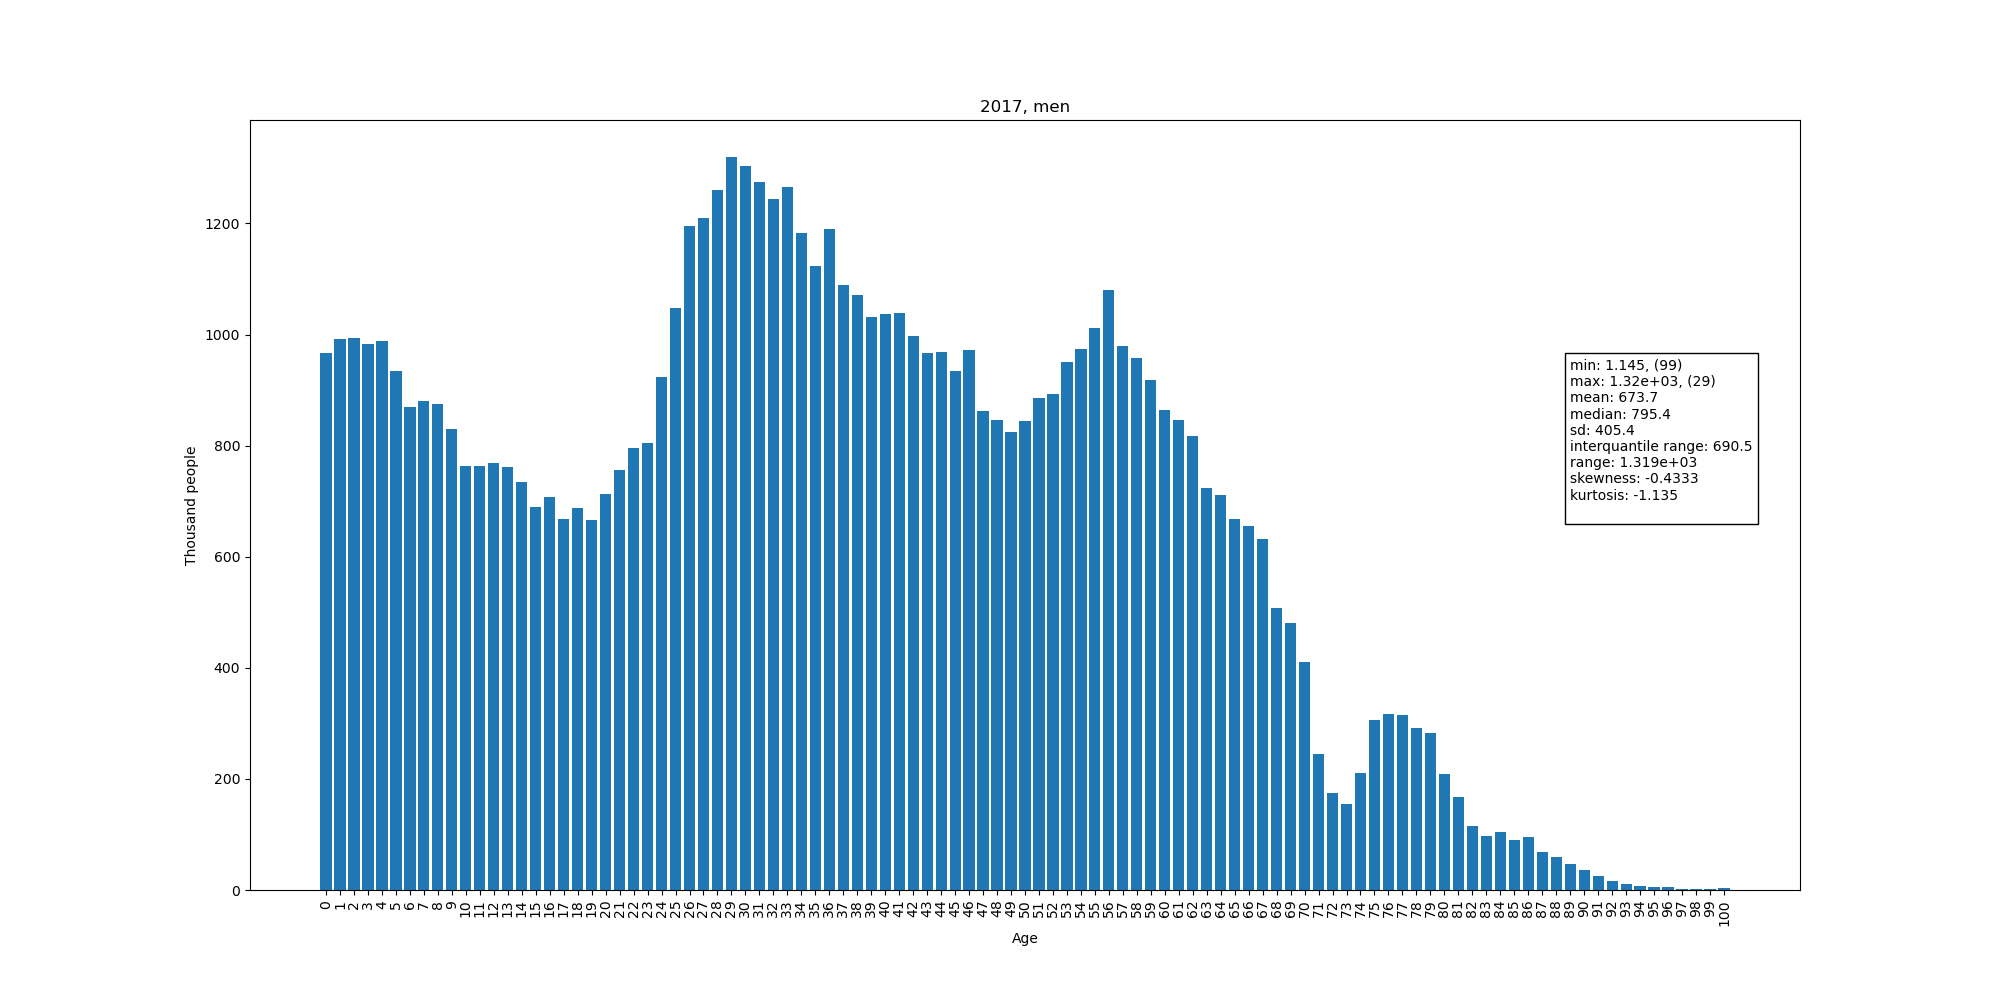 2017, men
Thousand people
1200
1000
800
600
400
200
0
min: 1.145, (99)
max: 1.32e+03, (29)
mean: 673.7
median: 795.4
sd: 405.4
interquantile range: 690.5
range: 1.319e+03
skewness: -0.4333
kurtosis: -1.135
0 1 2 3 4 5 6 7 8 9 10 11 12 13 14 15 16 17 18 19 20 21 22 23 24 25 26 27 28 29 30 31 32 33 34 35 36 37 38 39 40 41 42 43 44 45 46 47 48 49 50 51 52 53 54 55 56 57 58 59 60 61 62 63 64 65 66 67 68 69 70 71 72 73 74 75 76 77 78 79 80 81 82 83 84 85 86 87 88 89 90 91 92 93 94 95 96 97 98 99 100
Age